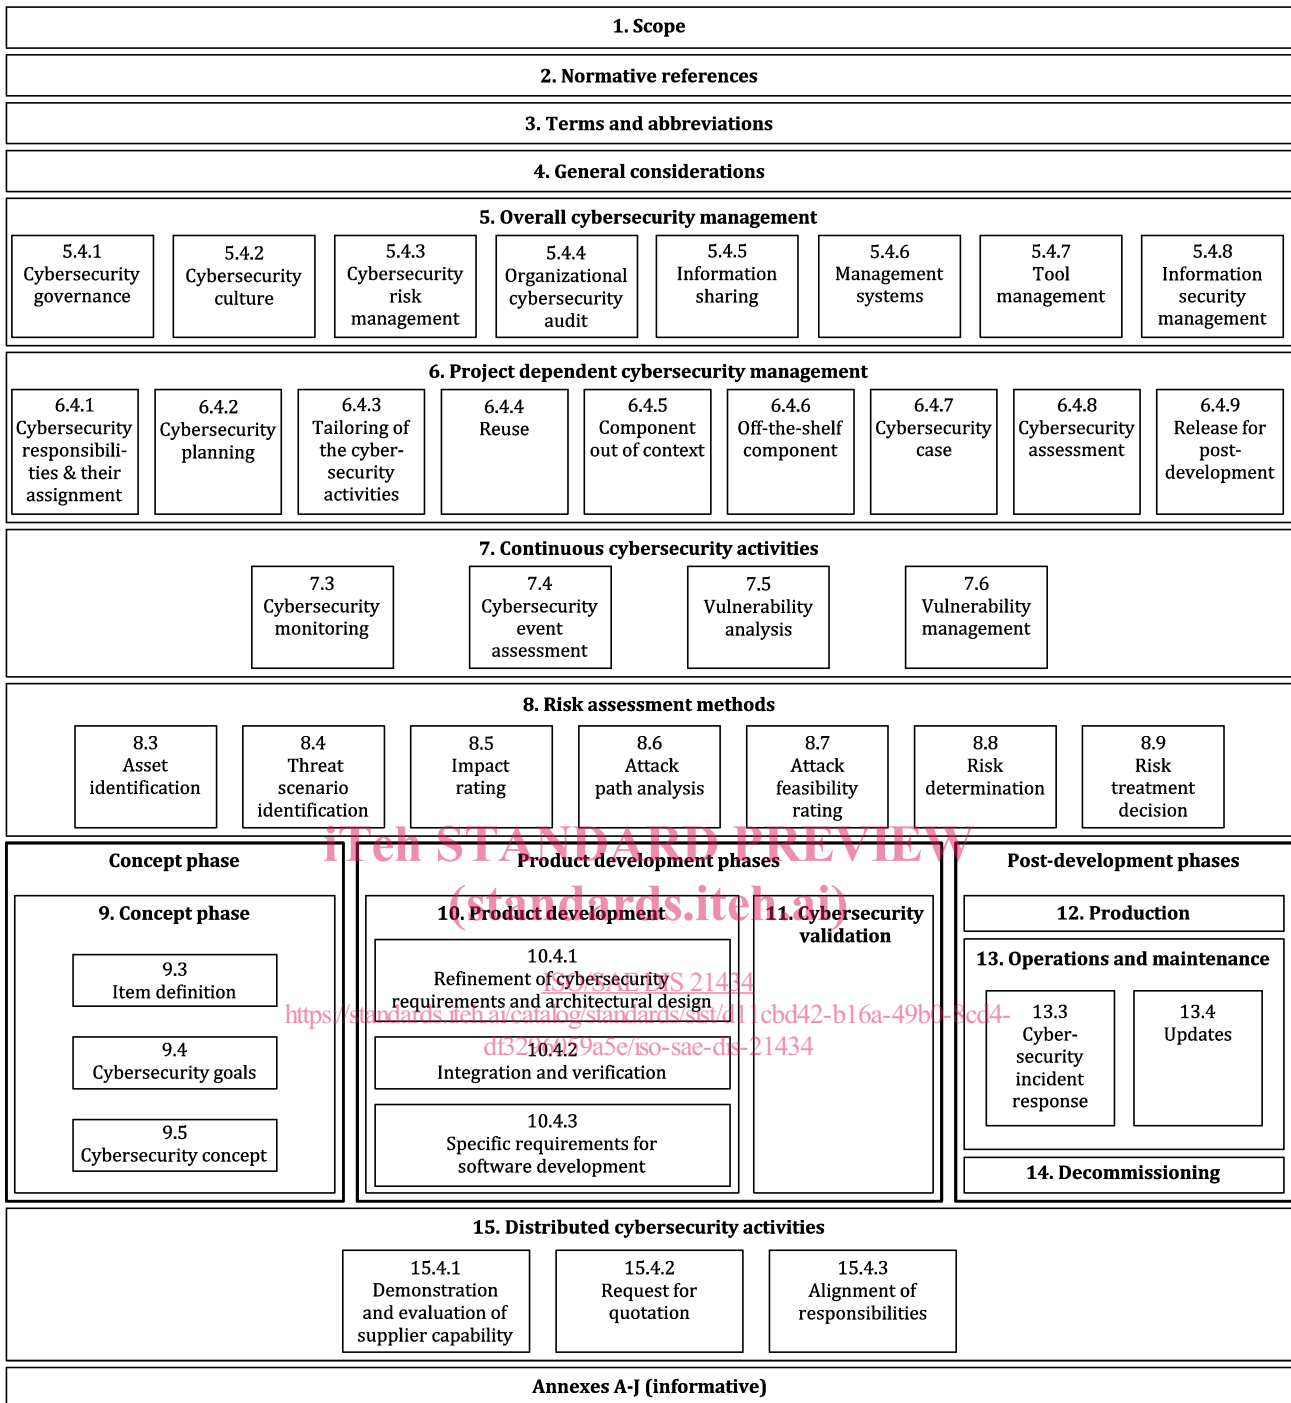 1. Scope
2. Normative references
3. Terms and abbreviations
4. General considerations
5. Overall cybersecurity management
5.4.1
Cybersecurity
governance
5.4.2
Cybersecurity
culture
5.4.3
Cybersecurity
risk
management
5.4.4
Organizational
cybersecurity
audit
5.4.5
Information
sharing
5.4.6
Management
systems
5.4.7
Tool
management
5.4.8
Information
security
management
6. Project dependent cybersecurity management
6.4.1
Cybersecurity
responsibili-
ties & their
assignment
6.4.2
Cybersecurity
planning
6.4.3
Tailoring of
the cyber-
security
activities
6.4.4
Reuse
6.4.5
Component
out of context
6.4.6
Off-the-shelf
component
6.4.7
Cybersecurity
case
6.4.8
Cybersecurity
assessment
6.4.9
Release for
post-
development
7. Continuous cybersecurity activities
7.3
Cybersecurity
monitoring
7.4
Cybersecurity
event
assessment
7.5
Vulnerability
analysis
7.6
Vulnerability
management
8. Risk assessment methods
8.3
Asset
identification
8.4
Threat
scenario
identification
8.5
Impact
rating
8.6
Attack
path analysis
8.7
Attack
feasibility
rating
8.8
Risk
determination
8.9
Risk
treatment
decision
iTeh STANDARD PREVIEW
(standards.iteh.ai)
ISO/SAE DIS 21434
https://standards.iteh.ai/catalog/standards/sist/d11cbd42-b16a-49b0-8cd4-
df3296059a5e/iso-sae-dis-21434
Concept phase
9. Concept phase
9.3
Item definition
9.4
Cybersecurity goals
9.5
Cybersecurity concept
Product development phases
10. Product development
10.4.1
Refinement of cybersecurity
requirements and architectural design
10.4.2
Integration and verification
10.4.3
Specific requirements for
software development
11. Cybersecurity
validation
Post-development phases
12. Production
13. Operations and maintenance
13.3
Cyber-
security
incident
response
13.4
Updates
14. Decommissioning
15. Distributed cybersecurity activities
15.4.1
Demonstration
and evaluation of
supplier capability
15.4.2
Request for
quotation
15.4.3
Alignment of
responsibilities
Annexes A-J (informative)